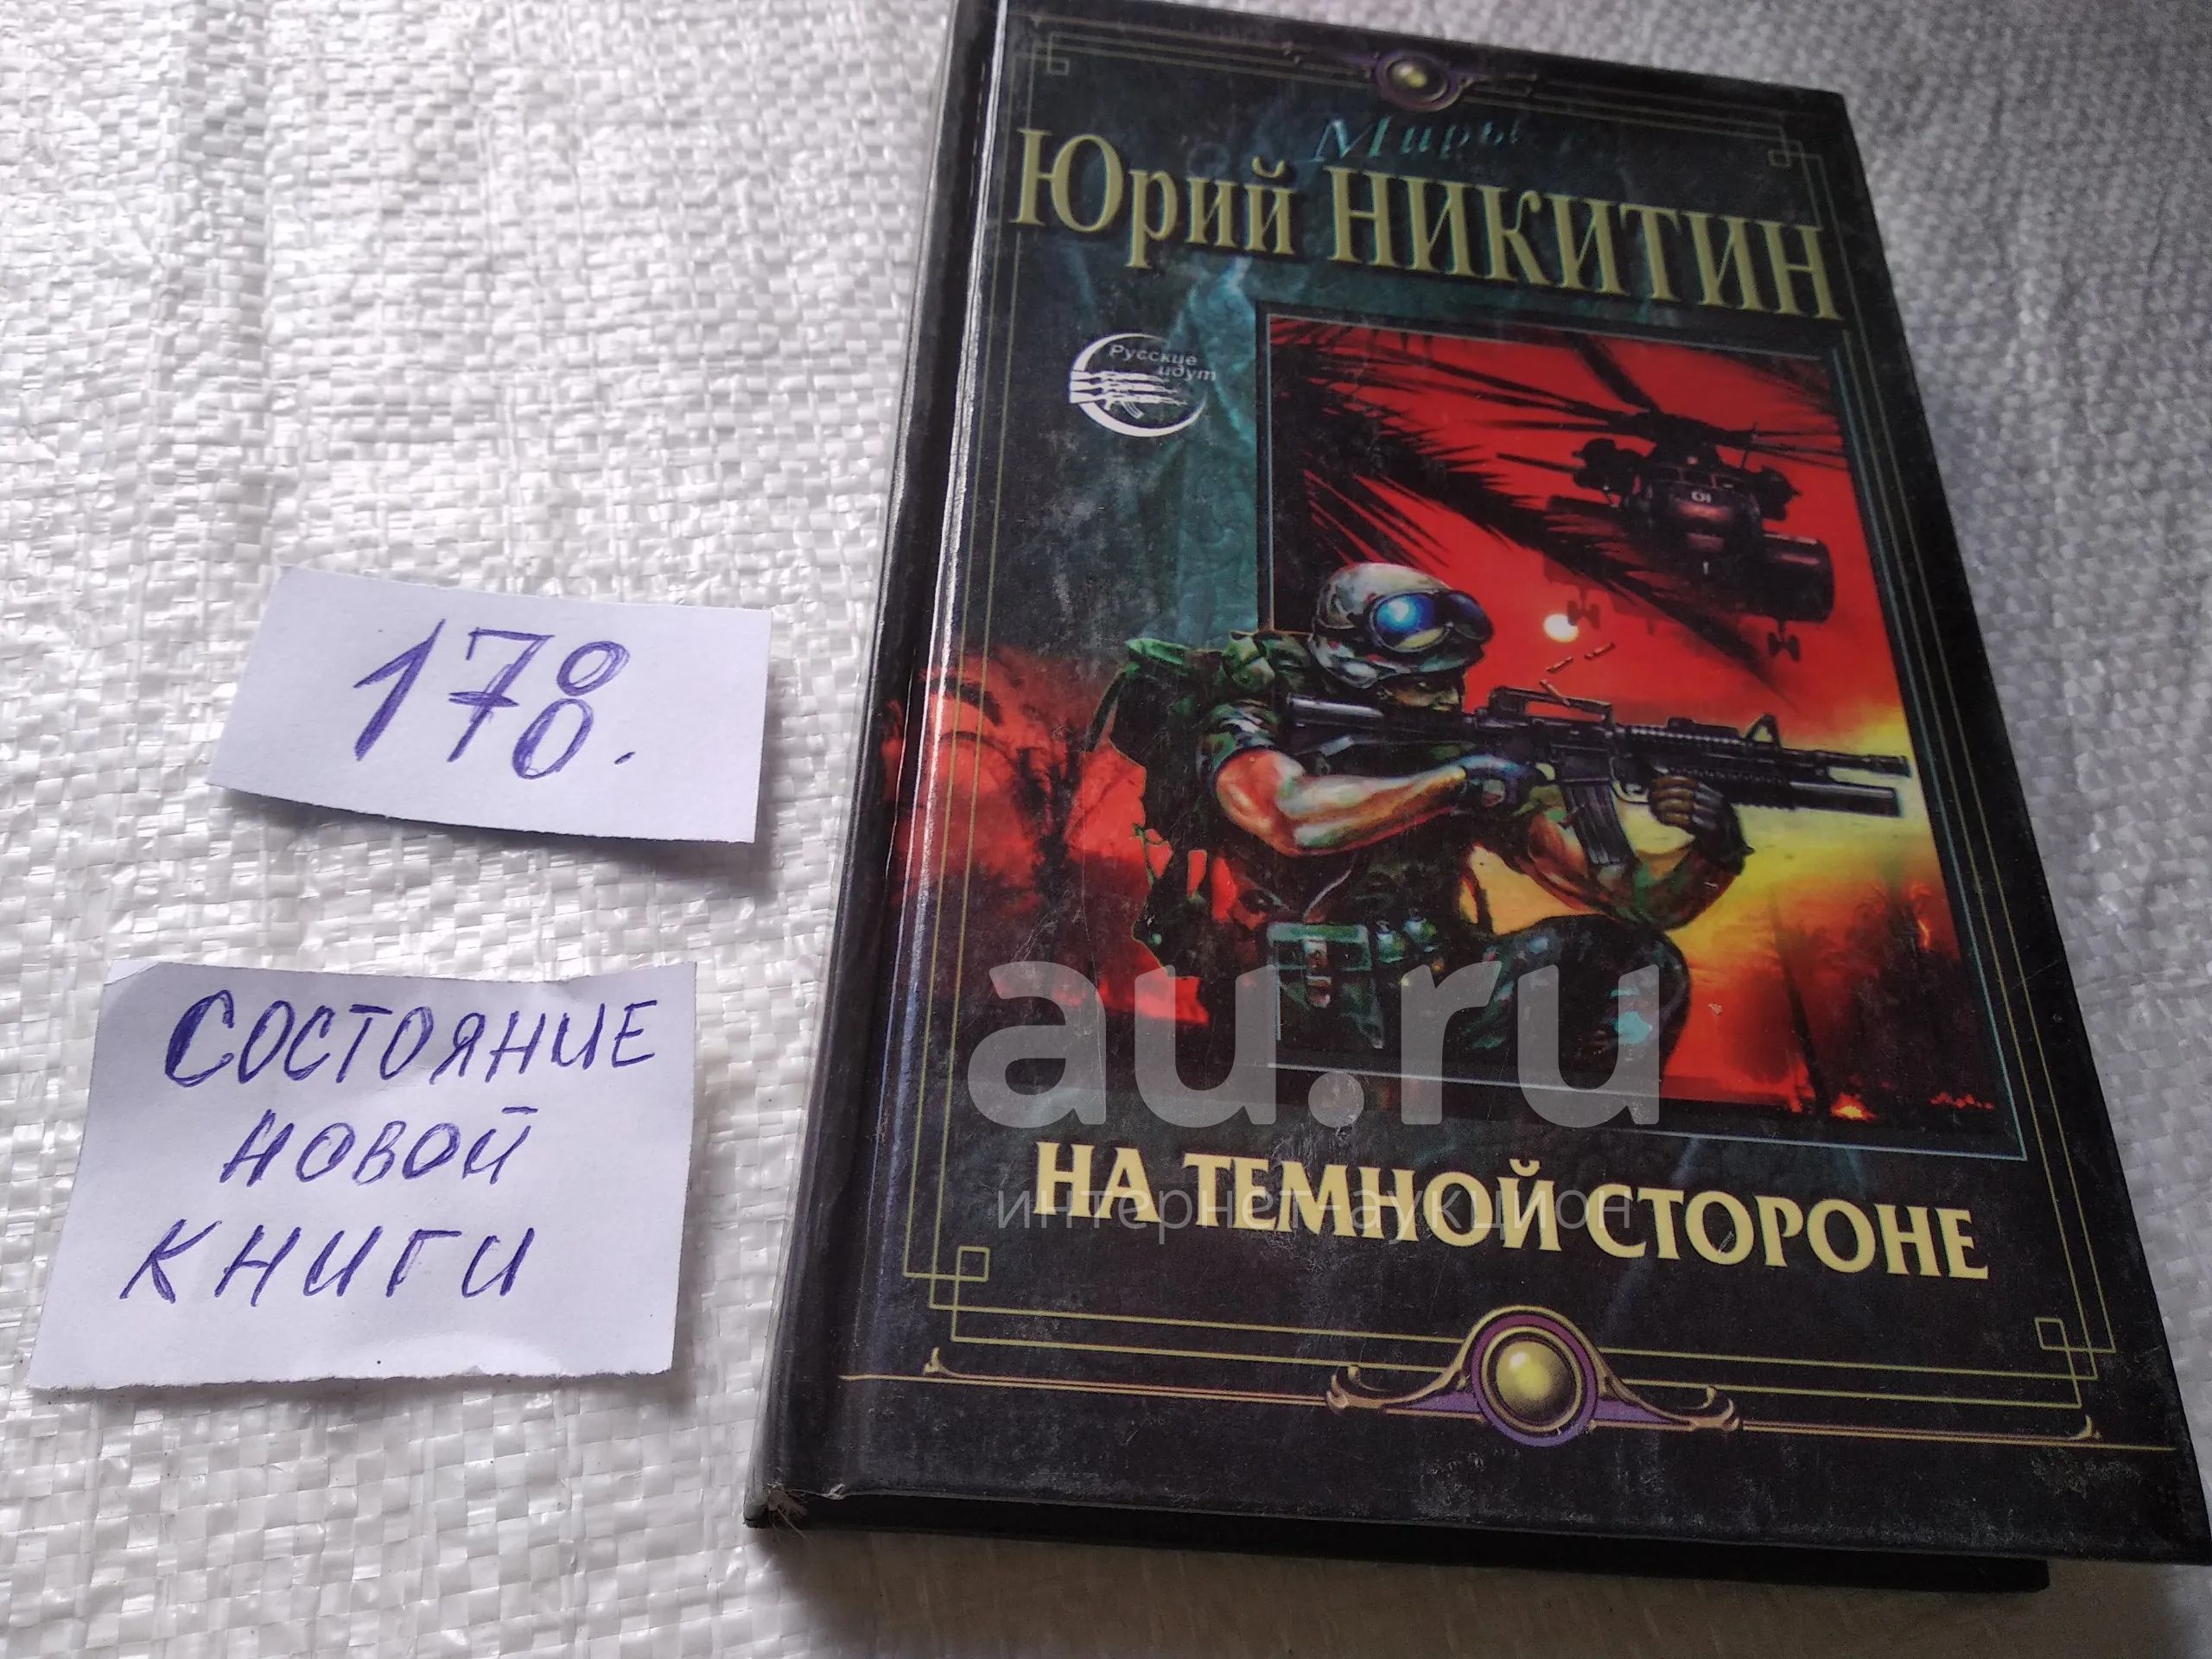 Миры
Юрий НИКИТИН
Русские
идут
178.
СОСТОЯНИЕ
НОВОЙ
КНИГИ
au.ru
интернет-аукцион
НА ТЕМНОЙ СТОРОНЕ